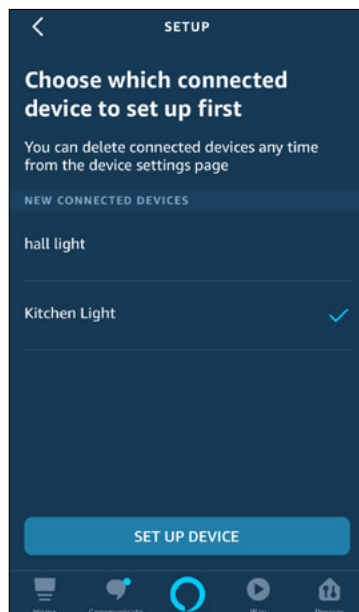 SETUP
Choose which connected
device to set up first
You can delete connected devices any time
from the device settings page
NEW CONNECTED DEVICES
hall light
Kitchen Light
SET UP DEVICE